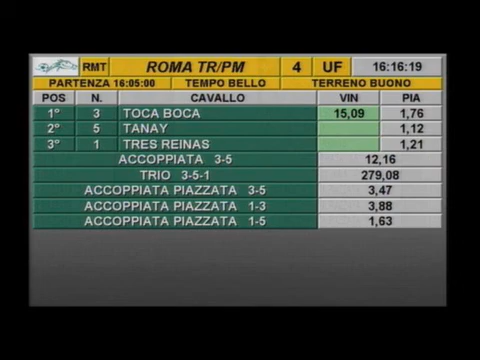 RMT ROMA TR/PM 4 UF 16:16:19
PARTENZA 16:05:00 TEMPO BELLO TERRENO BUONO
POS N. CAVALLO VIN PIA
1° 3 TOCA BOCA 15,09 1,76
2° 5 TANAY 1,12
3° 1 TRES REINAS 1,21
ACCOPPIATA 3-5 12,16
TRIO 3-5-1 279,08
ACCOPPIATA PIAZZATA 3-5 3,47
ACCOPPIATA PIAZZATA 1-3 3,88
ACCOPPIATA PIAZZATA 1-5 1,63